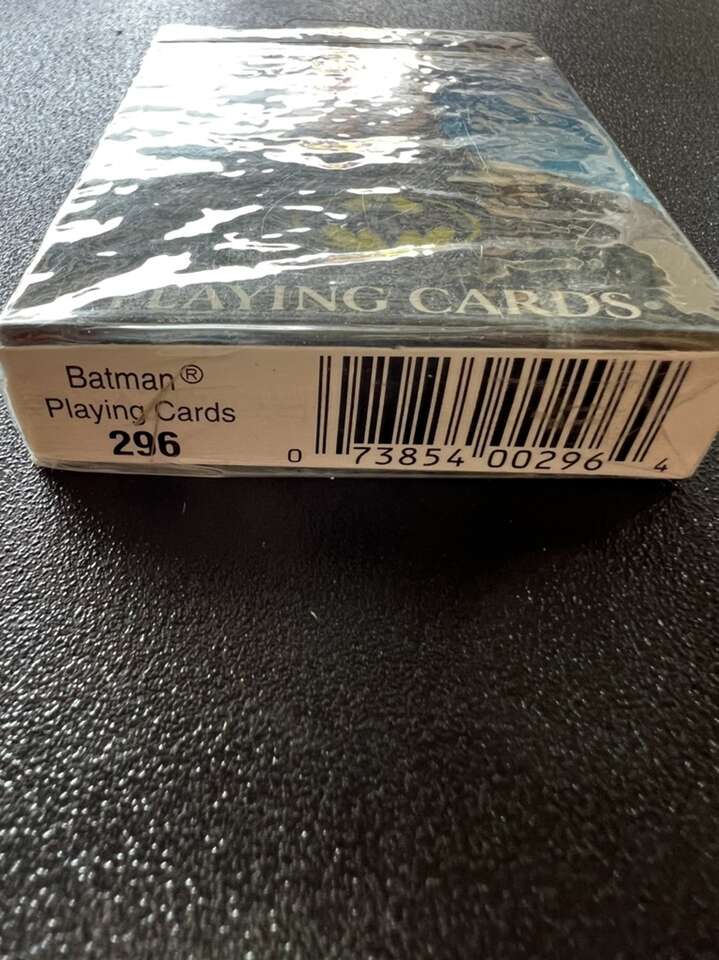 PLAYING CARDS
Batman®
Playing Cards
296
0 73854 00296 4